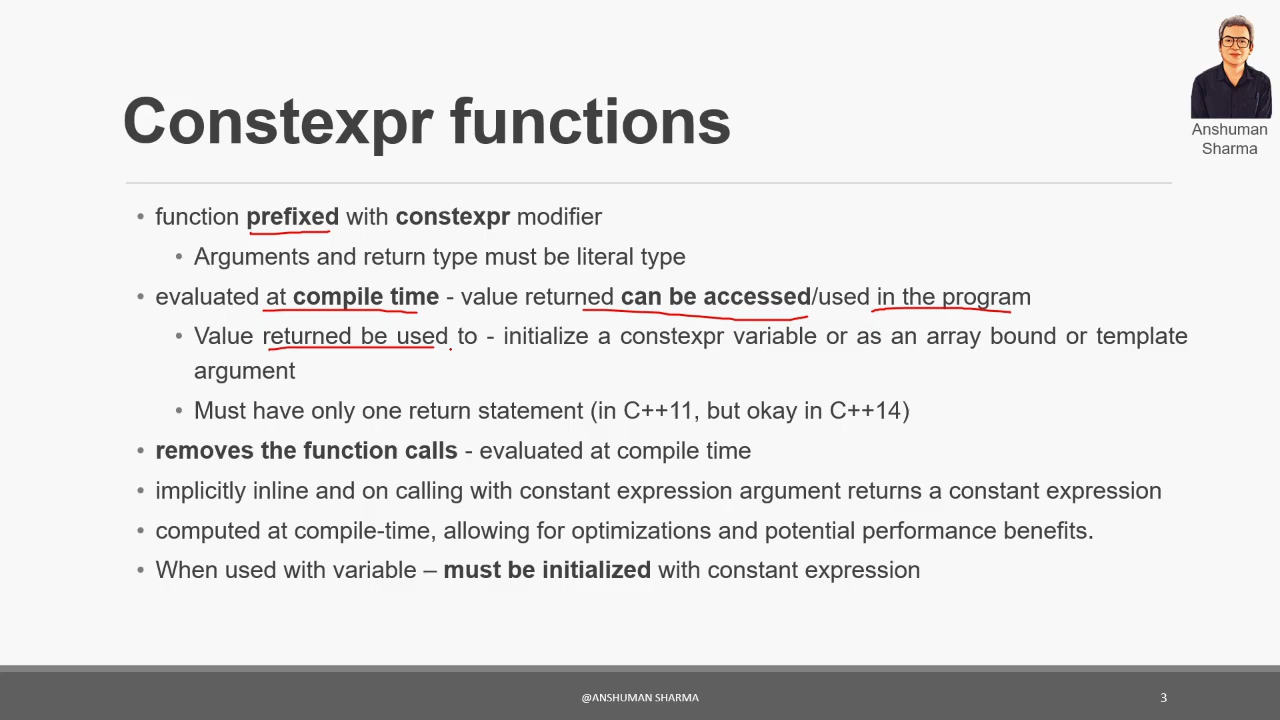 Constexpr functions
Anshuman
Sharma
• function prefixed with constexpr modifier
• Arguments and return type must be literal type
• evaluated at compile time - value returned can be accessed/used in the program
• Value returned be used to - initialize a constexpr variable or as an array bound or template
argument
• Must have only one return statement (in C++11, but okay in C++14)
• removes the function calls - evaluated at compile time
• implicitly inline and on calling with constant expression argument returns a constant expression
• computed at compile-time, allowing for optimizations and potential performance benefits.
• When used with variable – must be initialized with constant expression
@ANSHUMAN SHARMA
3